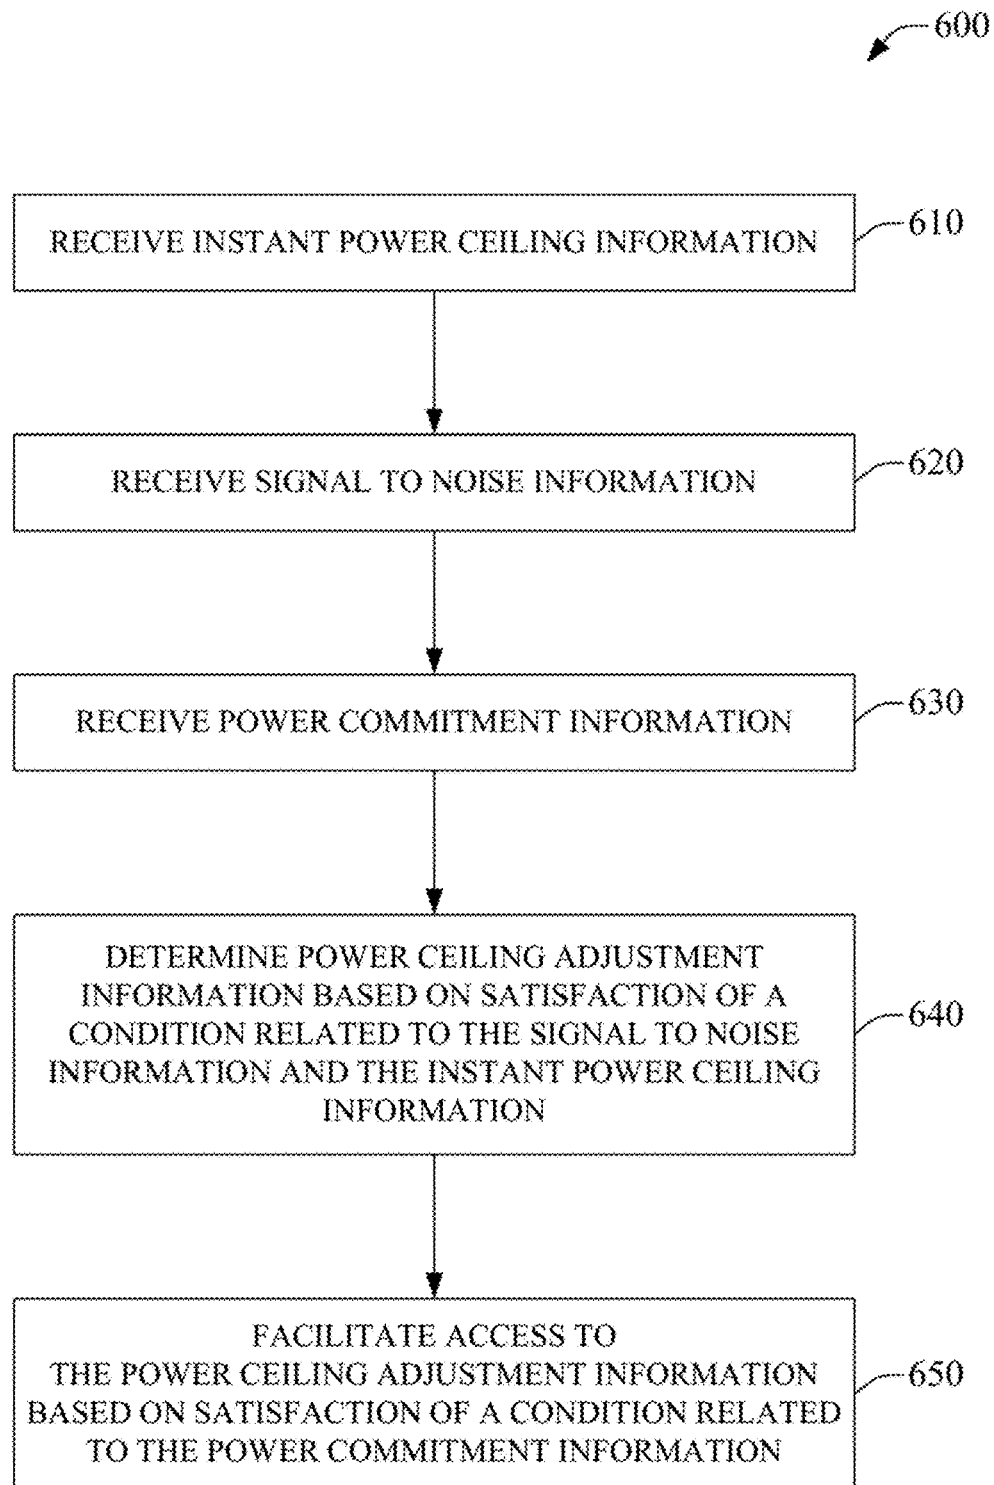 600
RECEIVE INSTANT POWER CEILING INFORMATION
610
RECEIVE SIGNAL TO NOISE INFORMATION
620
RECEIVE POWER COMMITMENT INFORMATION
630
DETERMINE POWER CEILING ADJUSTMENT
INFORMATION BASED ON SATISFACTION OF A
CONDITION RELATED TO THE SIGNAL TO NOISE
INFORMATION AND THE INSTANT POWER CEILING
INFORMATION
640
FACILITATE ACCESS TO
THE POWER CEILING ADJUSTMENT INFORMATION
BASED ON SATISFACTION OF A CONDITION RELATED
TO THE POWER COMMITMENT INFORMATION
650